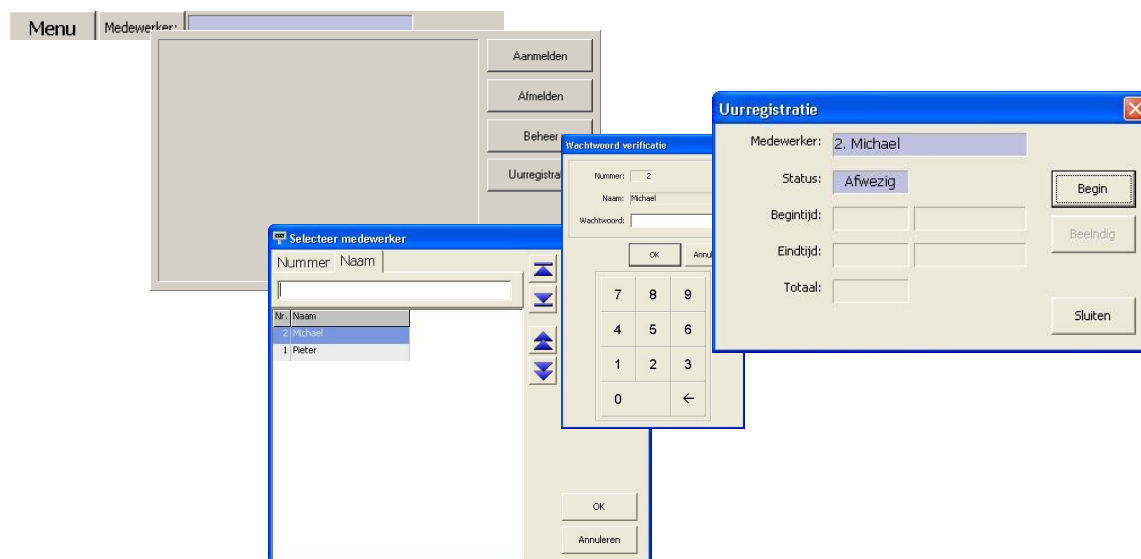 Menu
Medewerker:
Aanmelden
Afmelden
Beheer
Selecteer medewerker
Nummer Naam
Nr. Naam
2 Michael
1 Pieter
OK
Annuleren
Wachtwoord verificatie
Nummer: 2
Naam: Michael
Wachtwoord:
OK
7 8 9
4 5 6
1 2 3
0 ←
Uurregistratie
Medewerker: 2. Michael
Status: Afwezig
Begin
Begintijd:
Beeindig
Eindtijd:
Totaal:
Sluiten